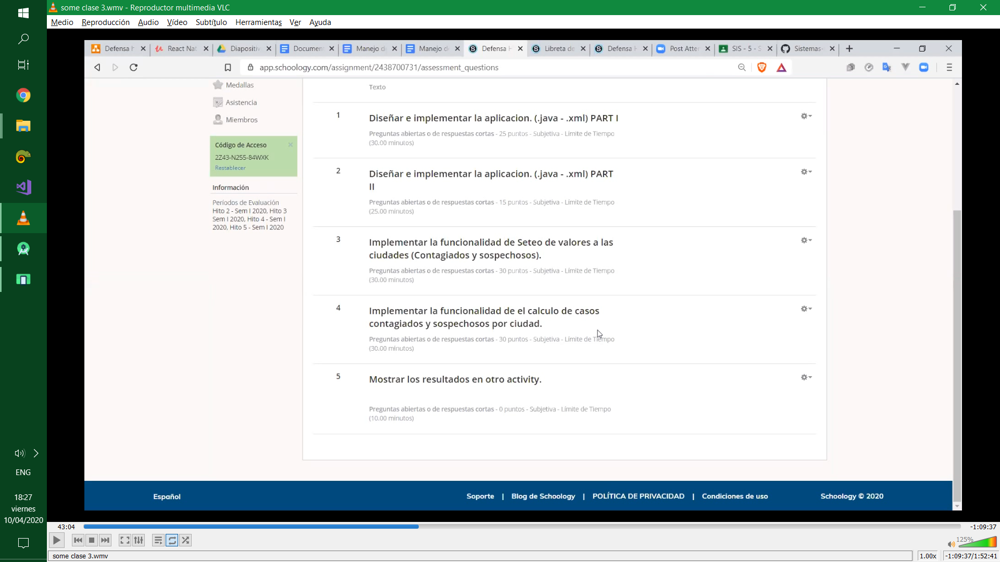 some clase 3.wmv - Reproductor multimedia VLC
Medio Reproducción Audio Vídeo Subtítulo Herramientas Ver Ayuda
Defensa React Nat Diapositiv Document Manejo d Manejo d Defensa Libreta de Defensa Post Atte SIS - 5 - S Sistemas-
app.schoology.com/assignment/2438700731/assessment_questions
Medallas
Asistencia
Miembros
Código de Acceso
2Z43-N255-84WXK
Restablecer
Información
Períodos de Evaluación
Hito 2 - Sem I 2020, Hito 3
Sem I 2020, Hito 4 - Sem I
2020, Hito 5 - Sem I 2020
Texto
1
Diseñar e implementar la aplicacion. (.java - .xml) PART I
Preguntas abiertas o de respuestas cortas - 25 puntos - Subjetiva - Límite de Tiempo
(30.00 minutos)
2
Diseñar e implementar la aplicacion. (.java - .xml) PART
II
Preguntas abiertas o de respuestas cortas - 15 puntos - Subjetiva - Límite de Tiempo
(25.00 minutos)
3
Implementar la funcionalidad de Seteo de valores a las
ciudades (Contagiados y sospechosos).
Preguntas abiertas o de respuestas cortas - 30 puntos - Subjetiva - Límite de Tiempo
(30.00 minutos)
4
Implementar la funcionalidad de el calculo de casos
contagiados y sospechosos por ciudad.
Preguntas abiertas o de respuestas cortas - 30 puntos - Subjetiva - Límite de Tiempo
(30.00 minutos)
5
Mostrar los resultados en otro activity.
Preguntas abiertas o de respuestas cortas - 0 puntos - Subjetiva - Límite de Tiempo
(10.00 minutos)
Español Soporte | Blog de Schoology | POLÍTICA DE PRIVACIDAD | Condiciones de uso Schoology © 2020
ENG
18:27
viernes
10/04/2020
43:04 -1:09:37
125%
some clase 3.wmv 1.00x -1:09:37/1:52:41